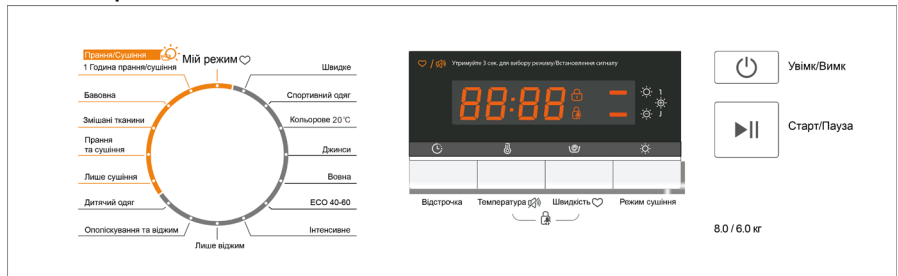 Прання/Сушіння
Мій режим
1 Година прання/сушіння
Бавовна
Змішані тканини
Прання
та сушіння
Лише сушіння
Дитячий одяг
Ополіскування та віджим
Лише віджим
Швидке
Спортивний одяг
Кольорове 20℃
Джинси
Вовна
ECO 40-60
Інтенсивне
Утримуйте 3 сек. для вибору режиму/Встановлення сигналу
88:88
Відстрочка
Температура
Швидкість
Режим сушіння
Увімк/Вимк
Старт/Пауза
8.0 / 6.0 кг